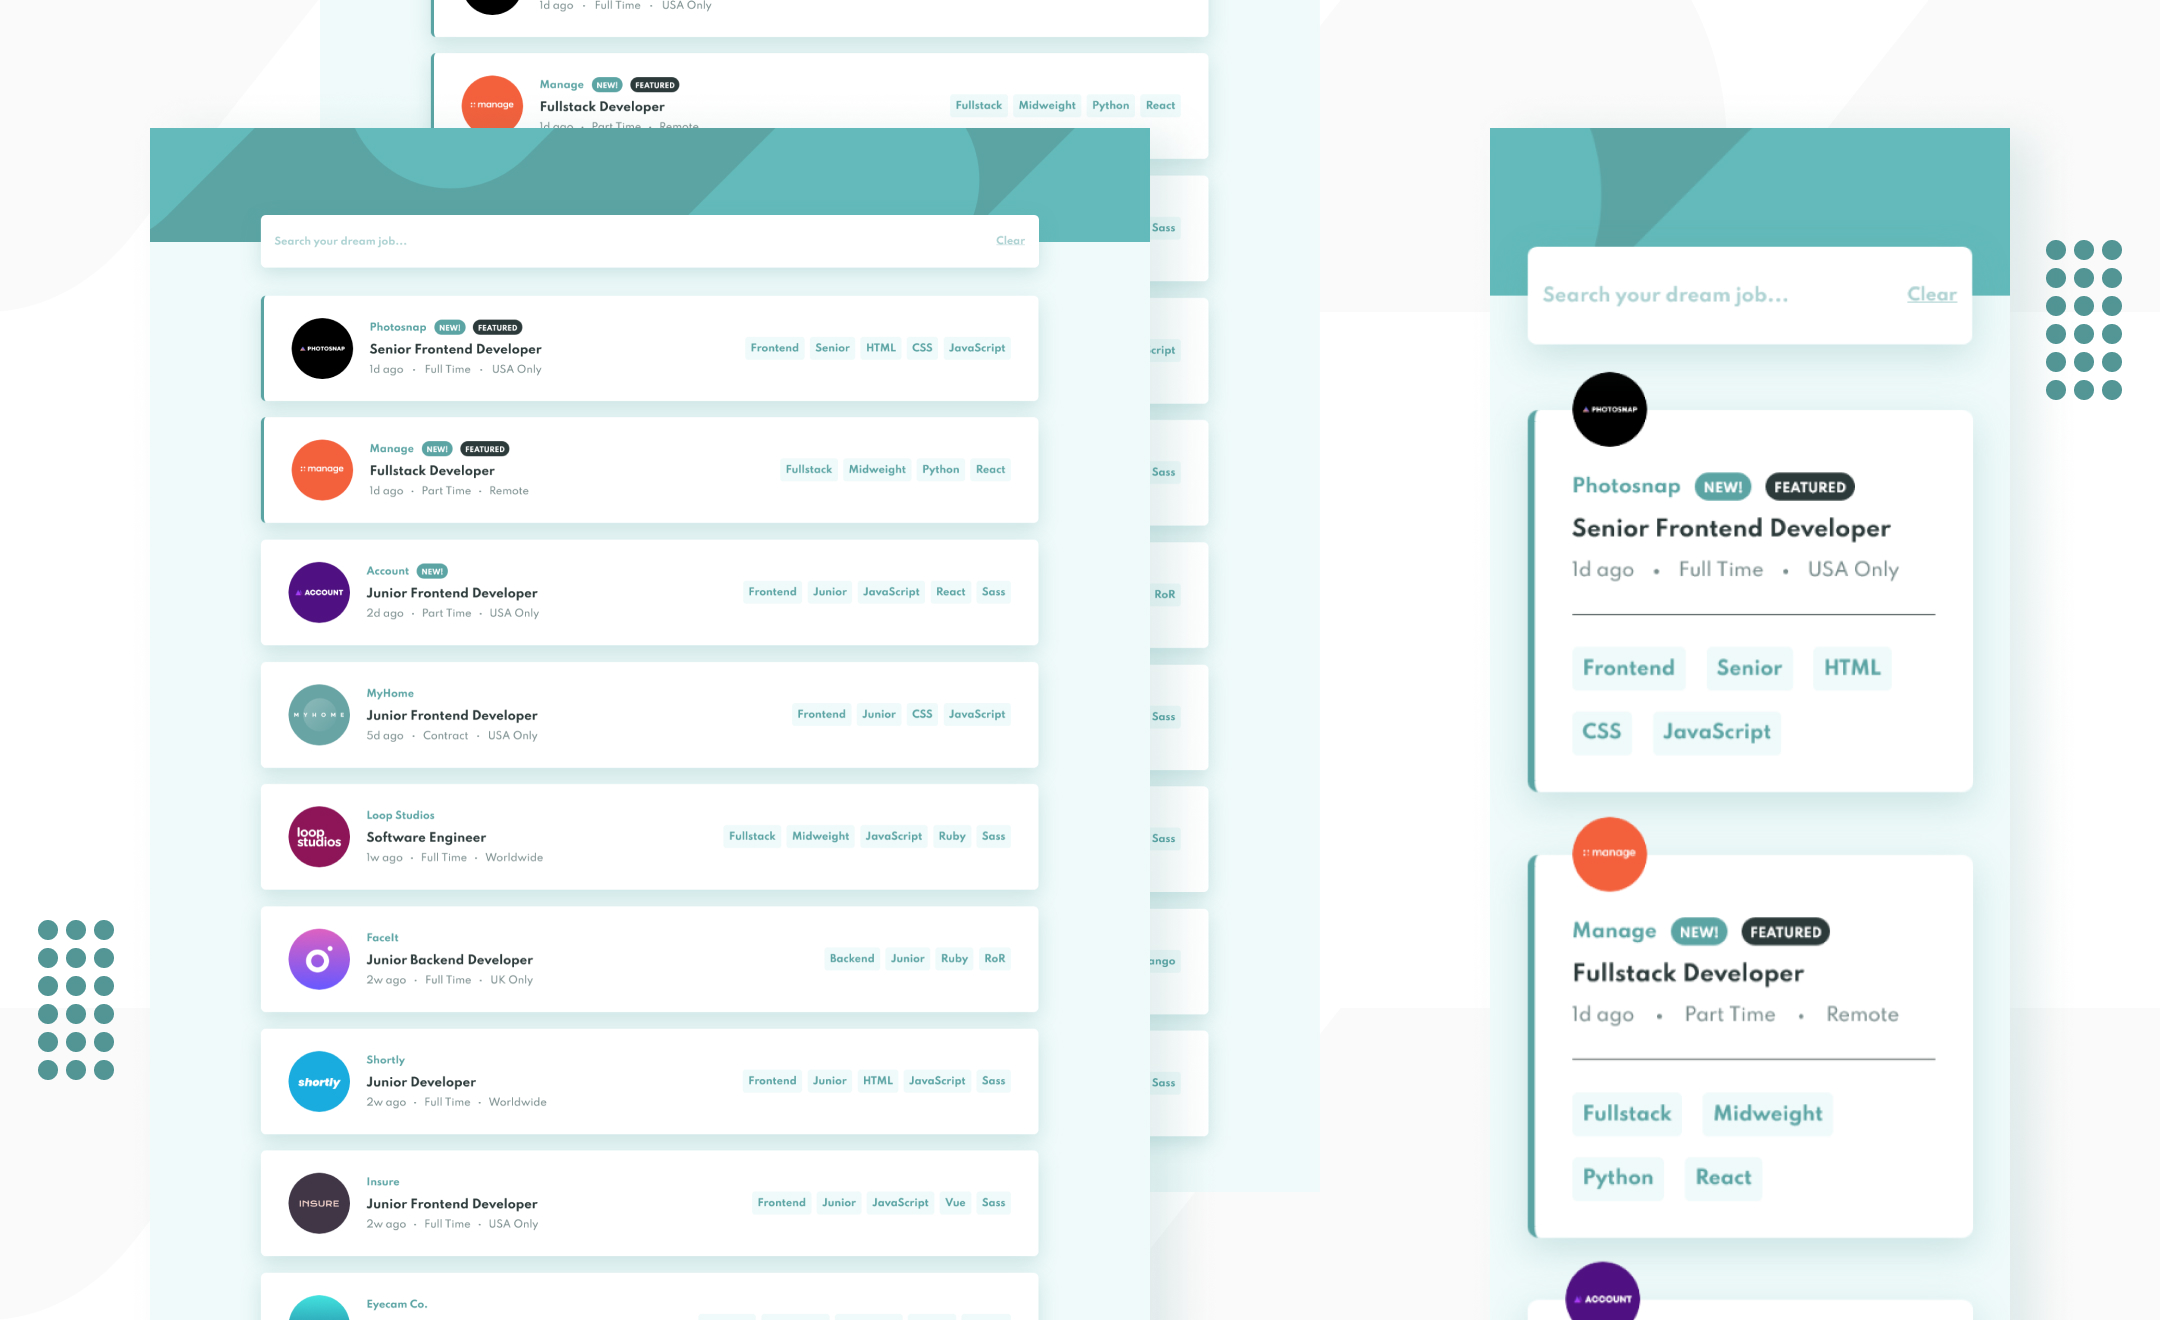 1d ago · Full Time · USA Only
Manage NEW! FEATURED
manage
Fullstack Developer
1d ago · Part Time · Remote
Fullstack Midweight Python React
Sass
Sass
RoR
Sass
Sass
Sass
Search your dream job... Clear
PHOTOSNAP
Photosnap NEW! FEATURED
Senior Frontend Developer
1d ago · Full Time · USA Only
Frontend Senior HTML CSS JavaScript
manage
Manage NEW! FEATURED
Fullstack Developer
1d ago · Part Time · Remote
Fullstack Midweight Python React
ACCOUNT
Account NEW!
Junior Frontend Developer
2d ago · Part Time · USA Only
Frontend Junior JavaScript React Sass
MYHOME
MyHome
Junior Frontend Developer
5d ago · Contract · USA Only
Frontend Junior CSS JavaScript
loop
studios
Loop Studios
Software Engineer
1w ago · Full Time · Worldwide
Fullstack Midweight JavaScript Ruby Sass
FaceIt
Junior Backend Developer
2w ago · Full Time · UK Only
Backend Junior Ruby RoR
shortly
Shortly
Junior Developer
2w ago · Full Time · Worldwide
Frontend Junior HTML JavaScript Sass
INSURE
Insure
Junior Frontend Developer
2w ago · Full Time · USA Only
Frontend Junior JavaScript Vue Sass
Eyecam Co.
Search your dream job... Clear
PHOTOSNAP
Photosnap NEW! FEATURED
Senior Frontend Developer
1d ago · Full Time · USA Only
Frontend Senior HTML
CSS JavaScript
manage
Manage NEW! FEATURED
Fullstack Developer
1d ago · Part Time · Remote
Fullstack Midweight
Python React
ACCOUNT